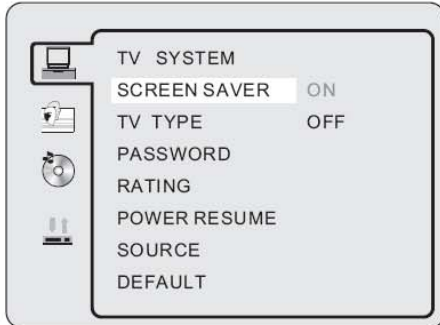 TV SYSTEM
SCREEN SAVER ON
TV TYPE OFF
PASSWORD
RATING
POWER RESUME
SOURCE
DEFAULT